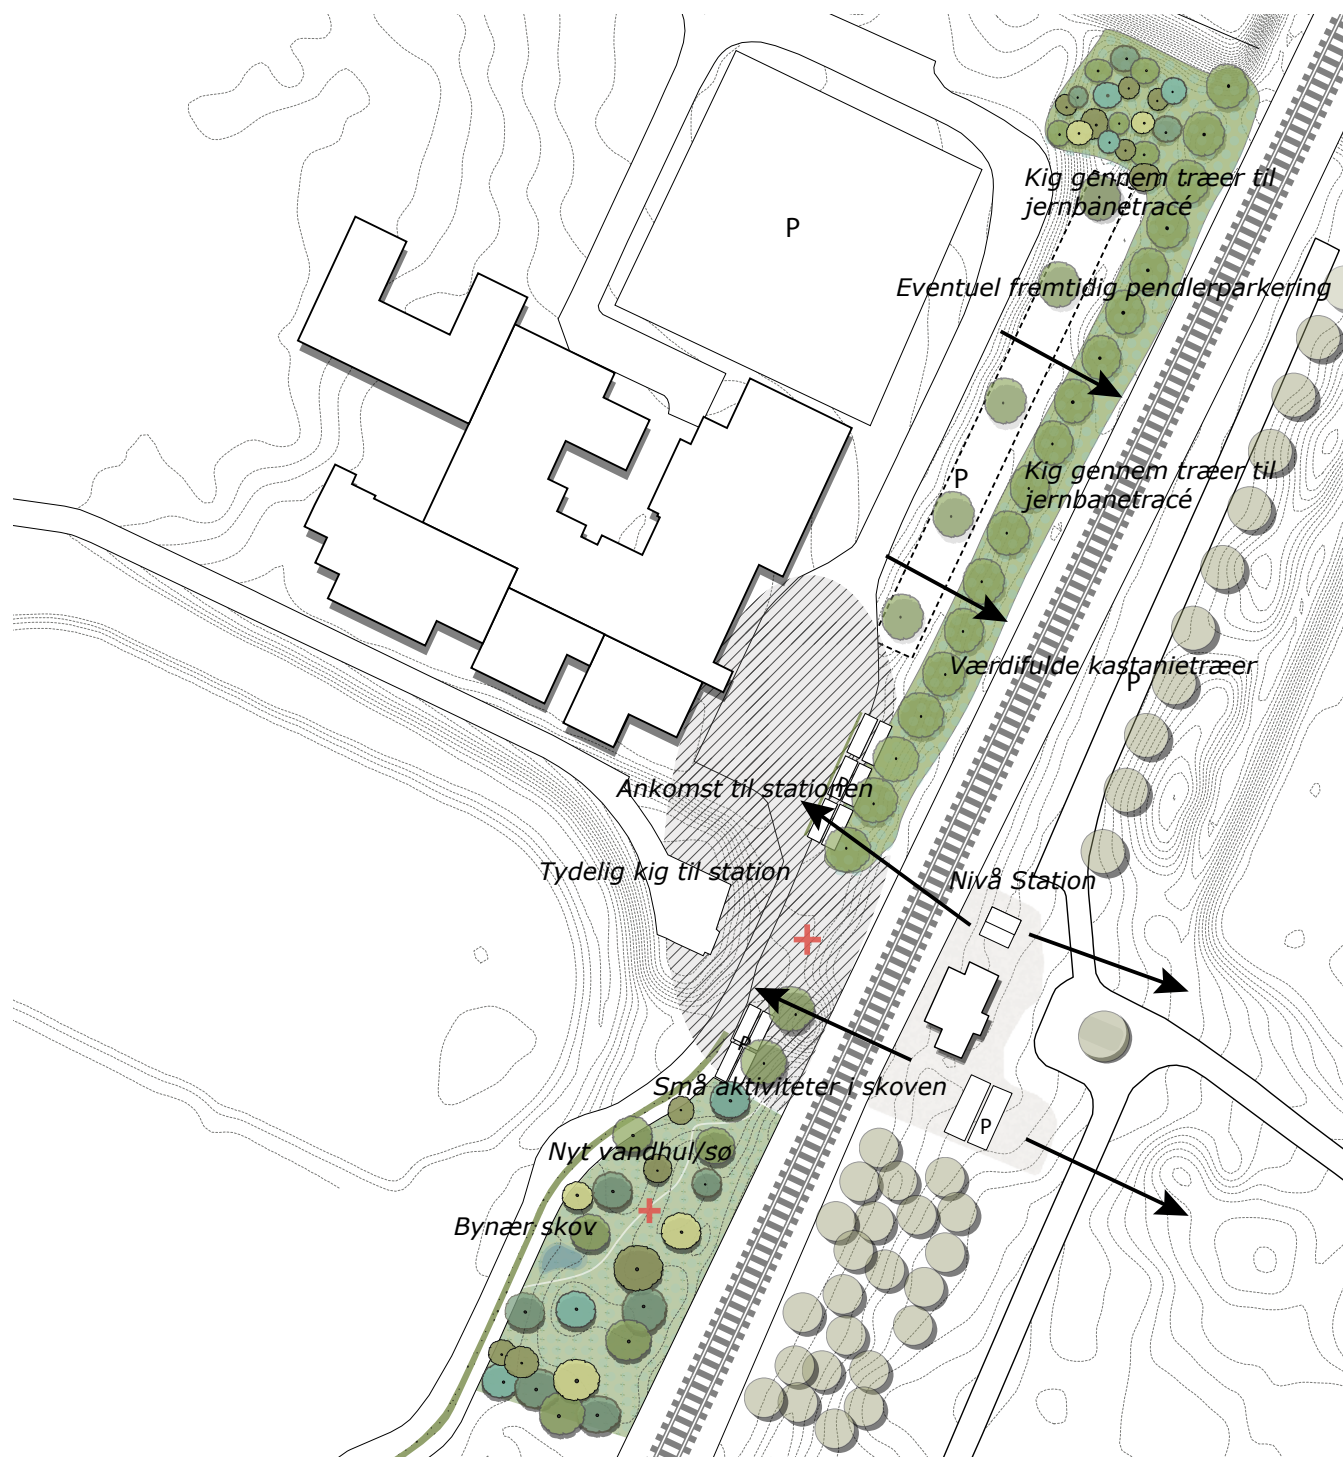 Kig gennem træer til
jernbanetracé
P
Eventuel fremtidig pendlerparkering
Kig gennem træer til
jernbanetracé
P
Værdifulde kastanietræer
P
Ankomst til stationen
P
Tydelig kig til station
Nivå Station
P
Små aktiviteter i skoven
P
Nyt vandhul/sø
Bynær skov